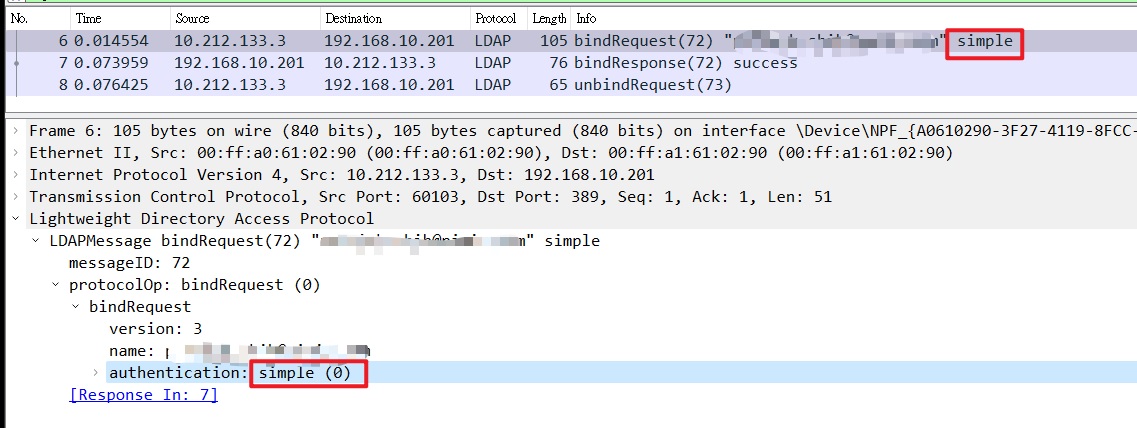 No. Time Source Destination Protocol Length Info
6 0.014554 10.212.133.3 192.168.10.201 LDAP 105 bindRequest(72) " " simple
7 0.073959 192.168.10.201 10.212.133.3 LDAP 76 bindResponse(72) success
8 0.076425 10.212.133.3 192.168.10.201 LDAP 65 unbindRequest(73)
Frame 6: 105 bytes on wire (840 bits), 105 bytes captured (840 bits) on interface \Device\NPF_{A0610290-3F27-4119-8FCC-
Ethernet II, Src: 00:ff:a0:61:02:90 (00:ff:a0:61:02:90), Dst: 00:ff:a1:61:02:90 (00:ff:a1:61:02:90)
Internet Protocol Version 4, Src: 10.212.133.3, Dst: 192.168.10.201
Transmission Control Protocol, Src Port: 60103, Dst Port: 389, Seq: 1, Ack: 1, Len: 51
Lightweight Directory Access Protocol
LDAPMessage bindRequest(72) " " simple
messageID: 72
protocolOp: bindRequest (0)
bindRequest
version: 3
name:
authentication: simple (0)
[Response In: 7]